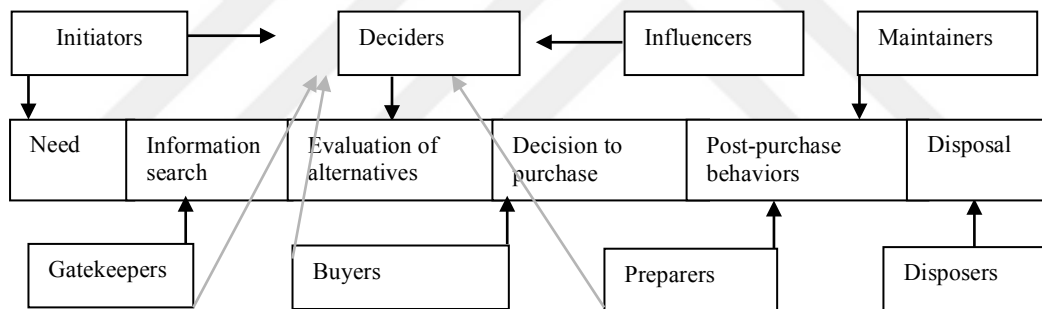 Initiators
Deciders
Influencers
Maintainers
Need
Information
search
Evaluation of
alternatives
Decision to
purchase
Post-purchase
behaviors
Disposal
Gatekeepers
Buyers
Preparers
Disposers